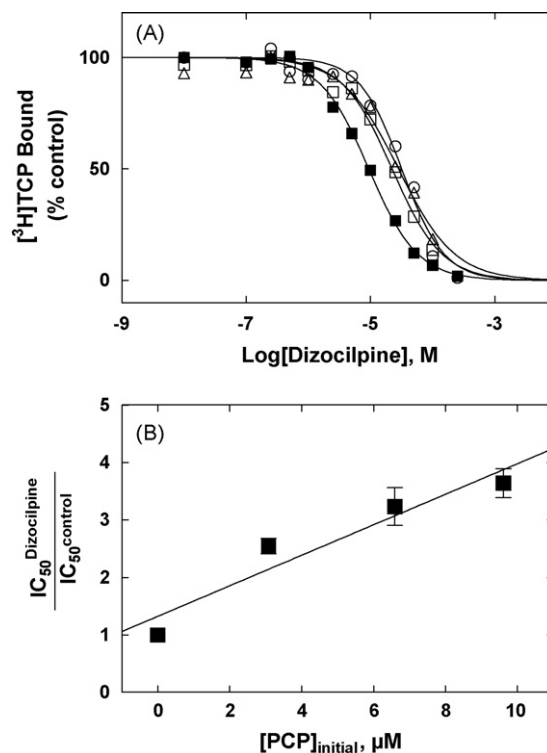 (A)
[³H]TCP Bound
(% control)
100
50
0
-9
-7
-5
-3
Log[Dizocilpine], M
(B)
IC₅₀ᴰⁱᶻᵒᶜⁱˡᵖⁱⁿᵉ
IC₅₀ᶜᵒⁿᵗʳᵒˡ
5
4
3
2
1
0
0
2
4
6
8
10
[PCP]initial, µM